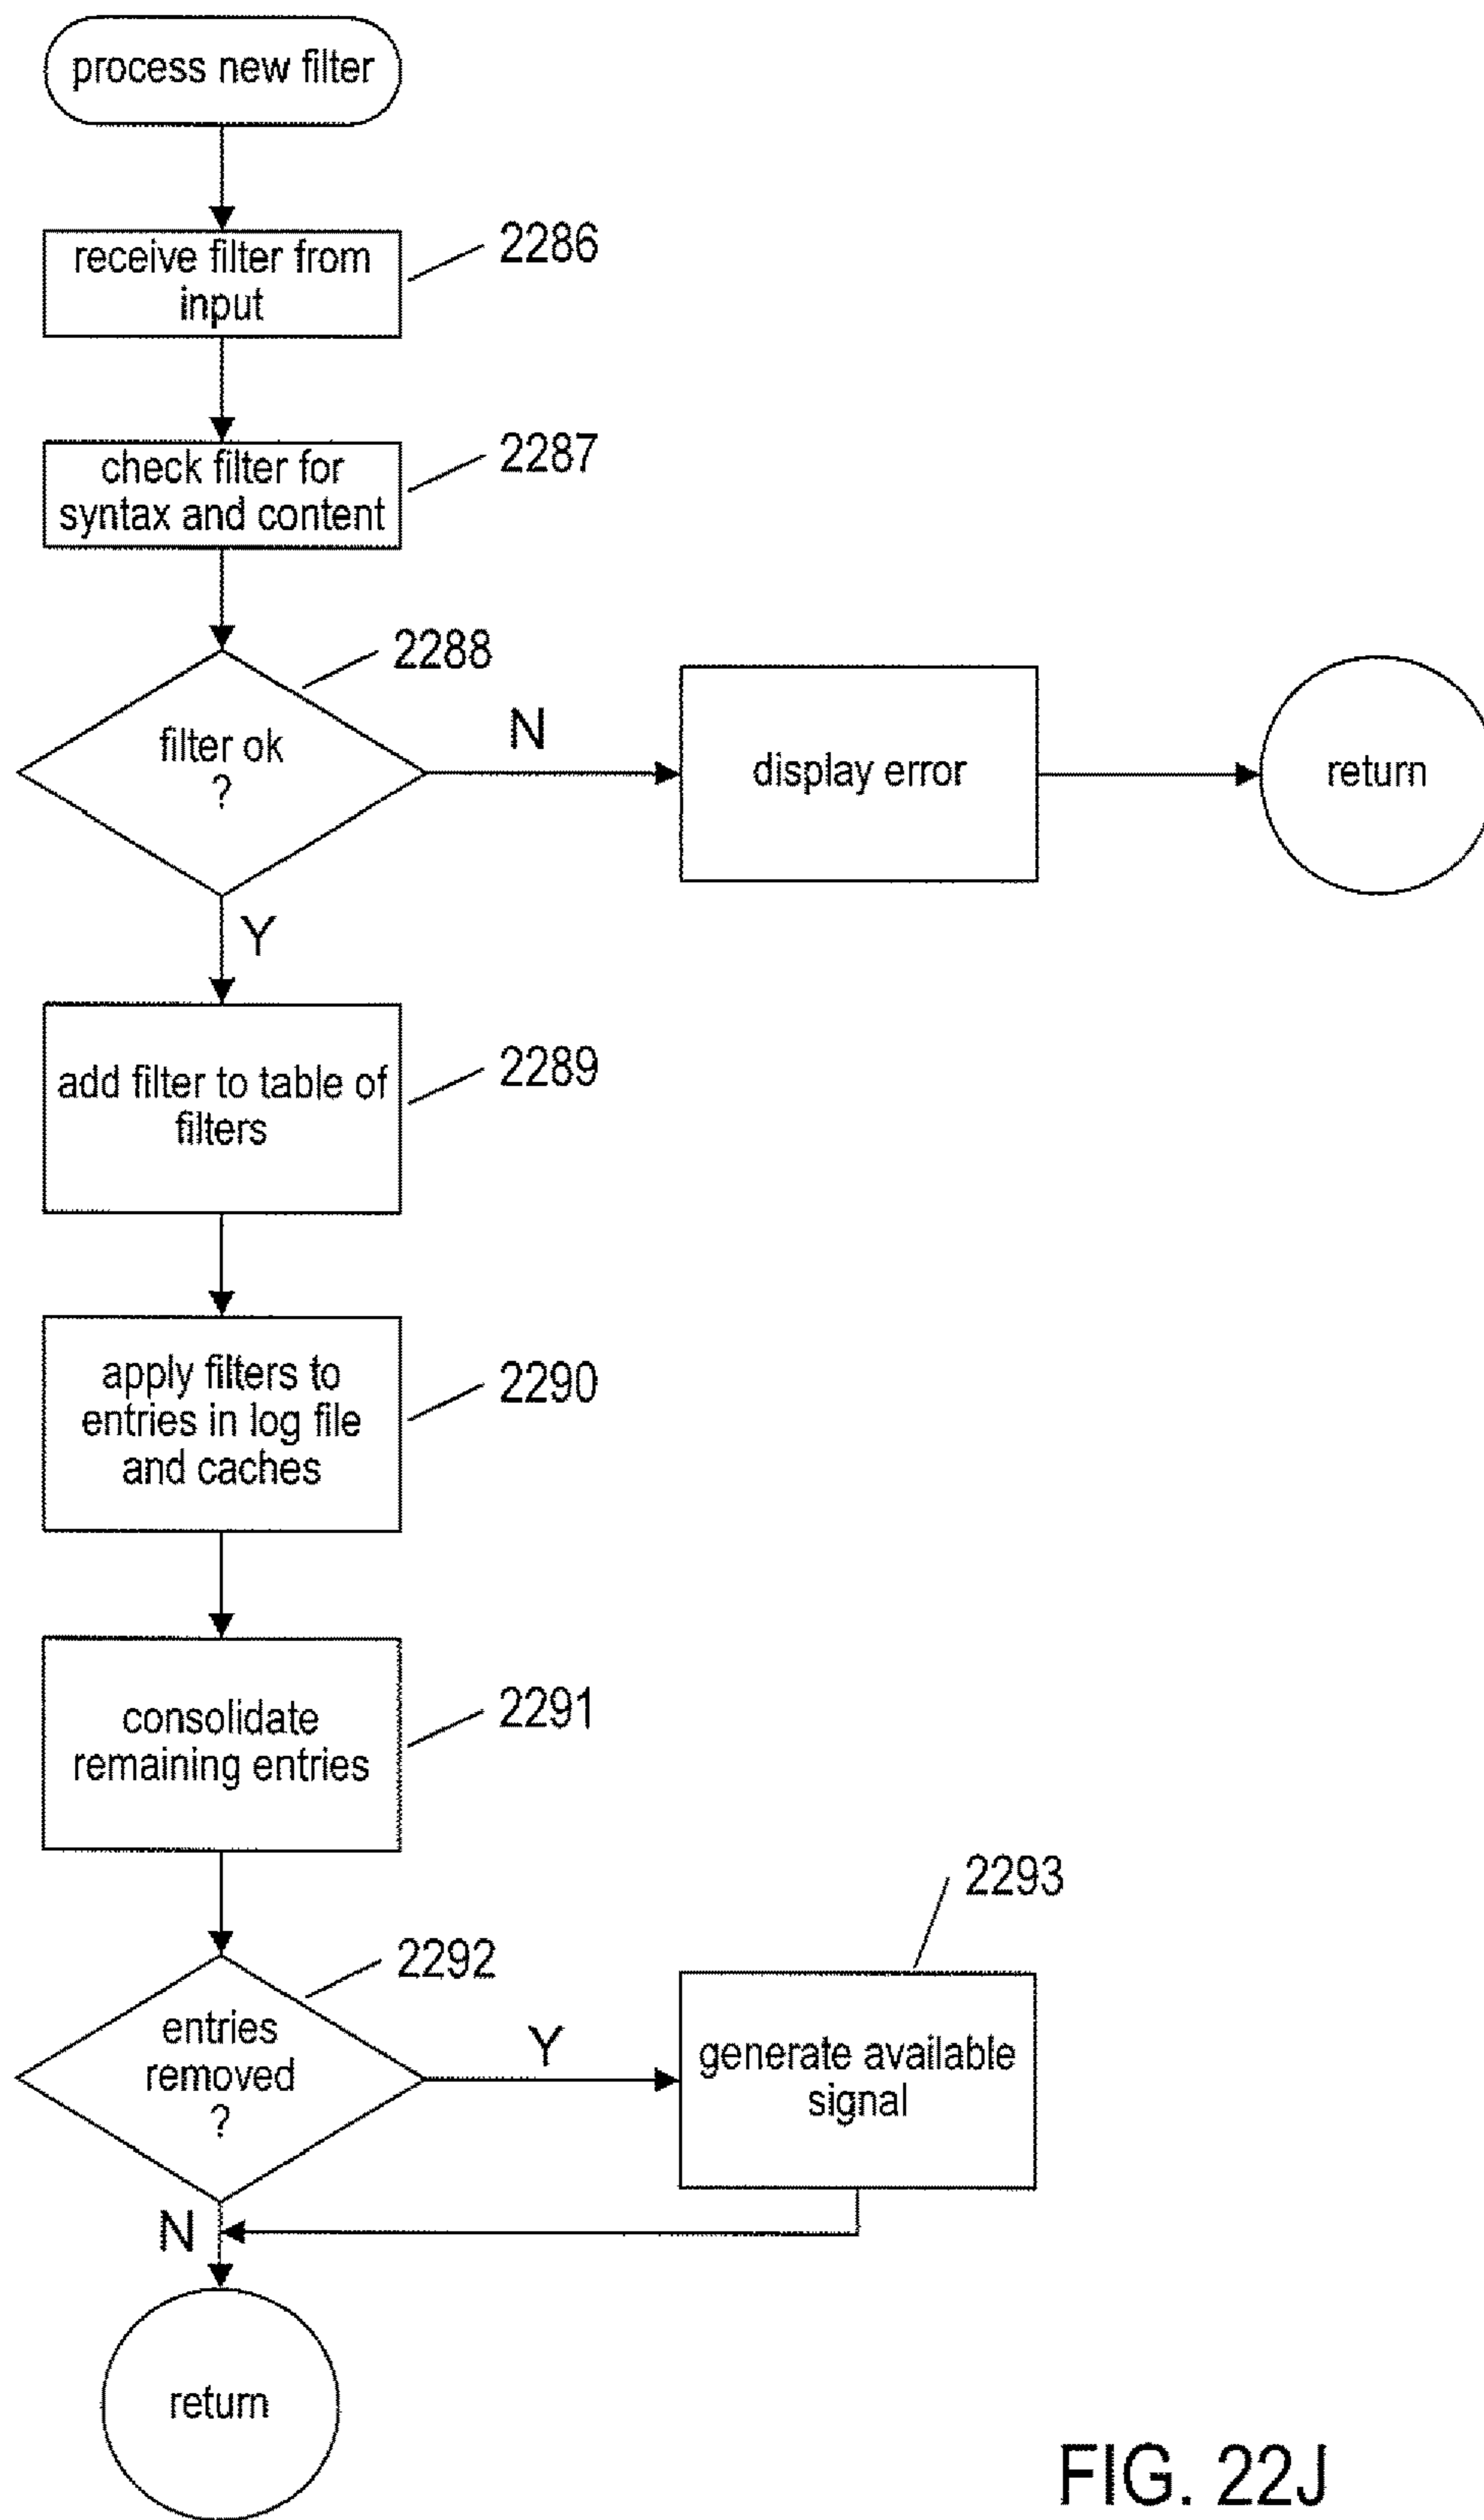 process new filter
receive filter from
input
2286
check filter for
syntax and content
2287
2288
filter ok
?
N
display error
return
Y
add filter to table of
filters
2289
apply filters to
entries in log file
and caches
2290
consolidate
remaining entries
2291
2292
entries
removed
?
Y
2293
generate available
signal
N
return
FIG. 22J